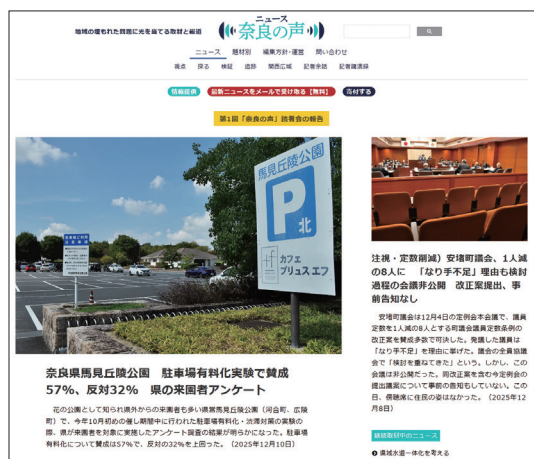 地域の埋もれた問題に光を当てる取材と報道
ニュース
奈良の声
ニュース 題材別 編集方針・運営 問い合わせ
視点 探る 検証 追跡 関西広域 記者余話 記者講演録
情報提供 最新ニュースをメールで受け取る【無料】 寄付する
第1回「奈良の声」読者会の報告
馬見丘陵公園
P
北
カフェ
プリュスエフ
奈良県馬見丘陵公園 駐車場有料化実験で賛成
57%、反対32% 県の来園者アンケート
花の公園として知られ県外からの来園者も多い県営馬見丘陵公園（河合町、広陵
町）で、今年10月初めの催し期間中に行われた駐車場有料化・渋滞対策の実験の
際、県が来園者を対象に実施したアンケート調査の結果が明らかになった。駐車場
有料化について賛成は57%で、反対の32%を上回った。（2025年12月10日）
注視・定数削減）安堵町議会、1人減
の8人に 「なり手不足」理由も検討
過程の会議非公開 改正案提出、事
前告知なし
安堵町議会は12月4日の定例会本会議で、議員
定数を1人減の8人とする町議会議員定数条例の
改正案を賛成多数で可決した。発議した議員は
「なり手不足」を理由に挙げた。議会の全員協議
会で「検討を重ねてきた」という。しかし、この
会議は非公開だった。同改正案を含む今定例会の
提出議案について事前の告知もしていない。この
日、傍聴席に住民の姿はなかった。（2025年12
月8日）
継続取材中のニュース
県域水道一体化を考える